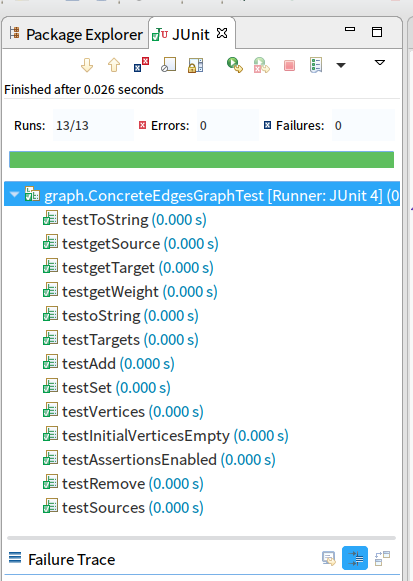 Package Explorer JUnit
Finished after 0.026 seconds
Runs: 13/13 Errors: 0 Failures: 0
graph.ConcreteEdgesGraphTest [Runner: JUnit 4] (0
testToString (0.000 s)
testgetSource (0.000 s)
testgetTarget (0.000 s)
testgetWeight (0.000 s)
testoString (0.000 s)
testTargets (0.000 s)
testAdd (0.000 s)
testSet (0.000 s)
testVertices (0.000 s)
testInitialVerticesEmpty (0.000 s)
testAssertionsEnabled (0.000 s)
testRemove (0.000 s)
testSources (0.000 s)
Failure Trace